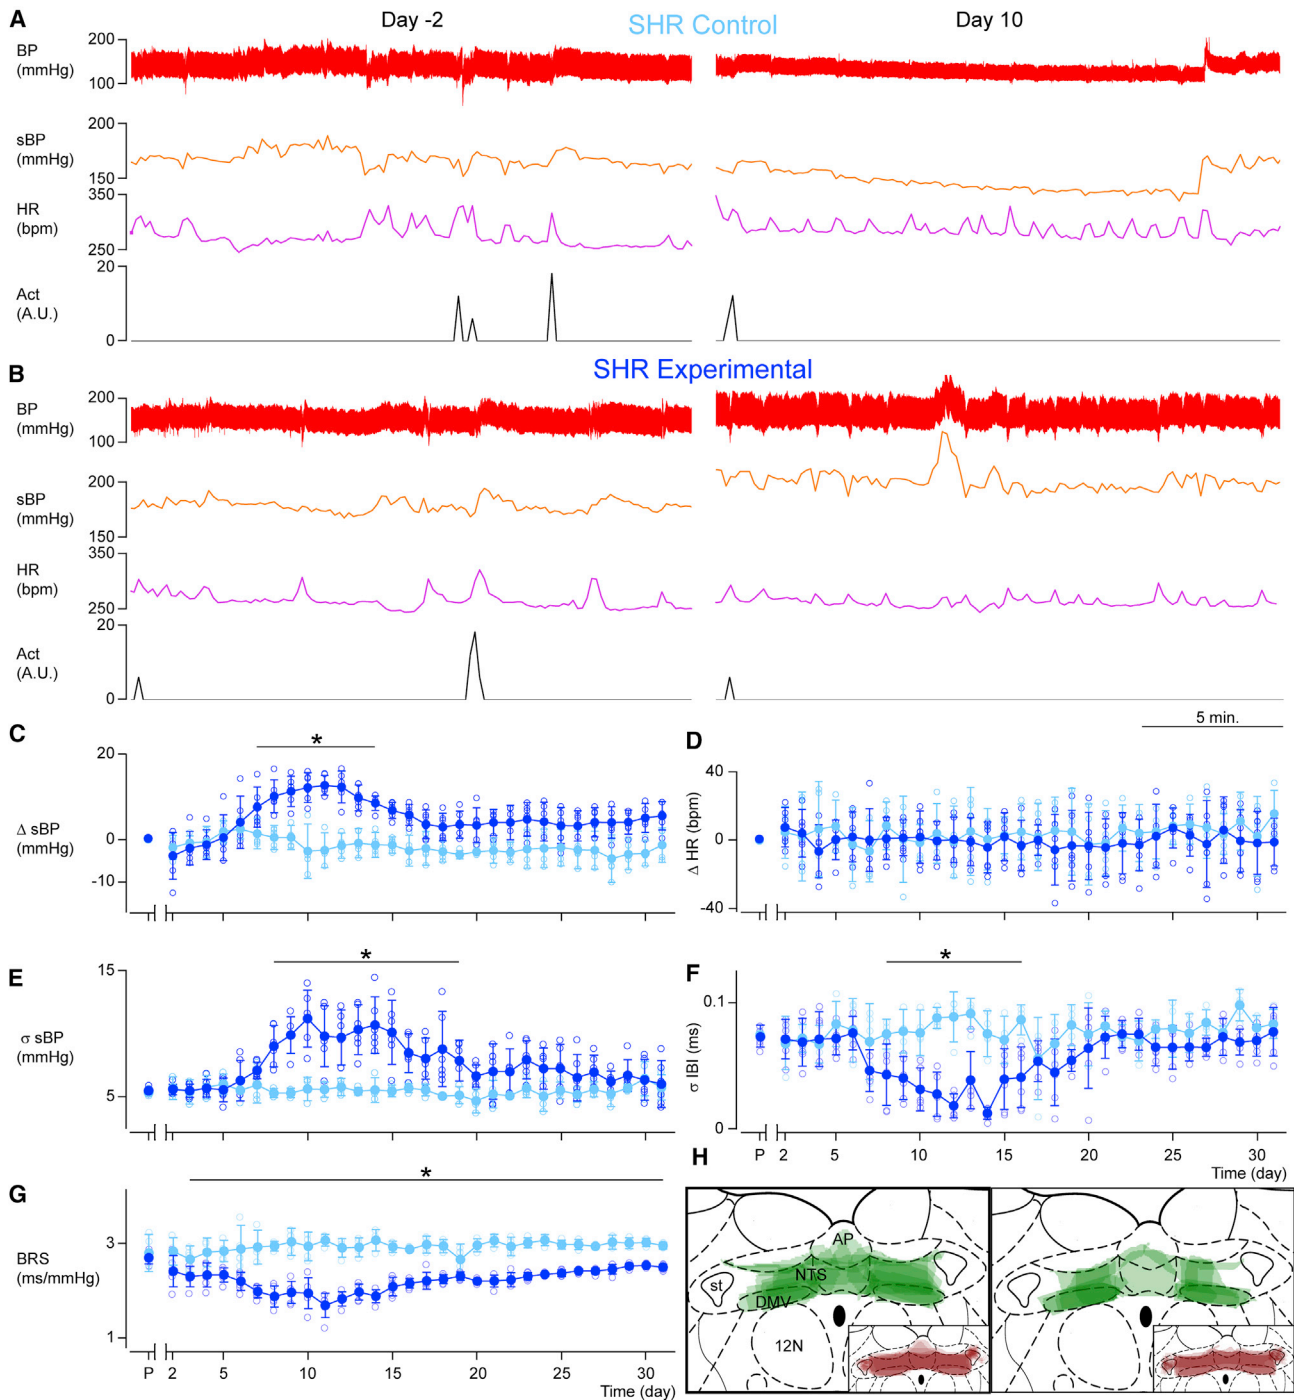 A
Day -2
SHR Control
Day 10
BP
(mmHg)
200
100
sBP
(mmHg)
200
150
HR
(bpm)
350
250
Act
(A.U.)
20
0
B
SHR Experimental
BP
(mmHg)
200
100
sBP
(mmHg)
200
150
HR
(bpm)
350
250
Act
(A.U.)
20
0
5 min.
C
*
20
0
-10
Δ sBP
(mmHg)
D
40
0
-40
Δ HR (bpm)
E
*
15
5
σ sBP
(mmHg)
F
*
0.1
0
σ IBI (ms)
P 2 5 10 15 20 25 30
Time (day)
G
*
3
1
BRS
(ms/mmHg)
P 2 5 10 15 20 25 30
Time (day)
H
AP
NTS
st
DMV
12N